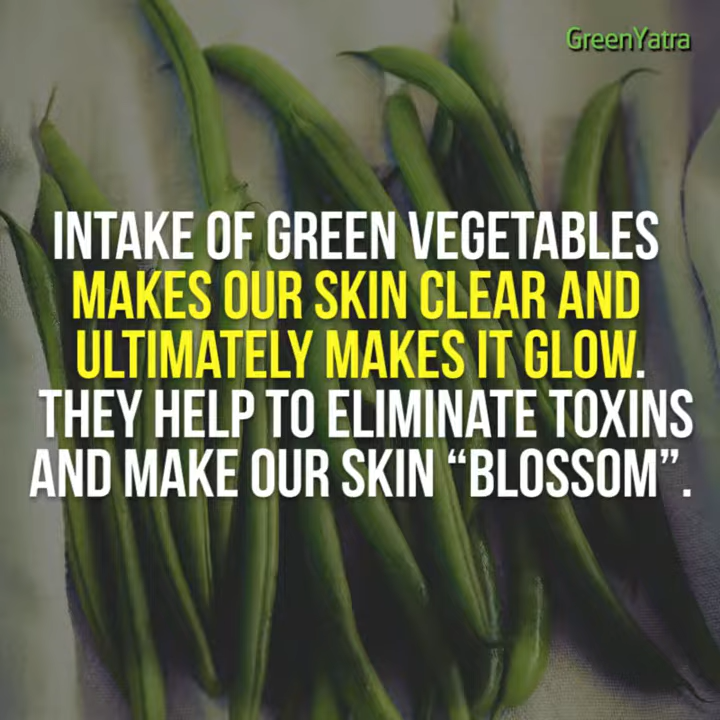 GreenYatra
INTAKE OF GREEN VEGETABLES
MAKES OUR SKIN CLEAR AND
ULTIMATELY MAKES IT GLOW.
THEY HELP TO ELIMINATE TOXINS
AND MAKE OUR SKIN “BLOSSOM”.